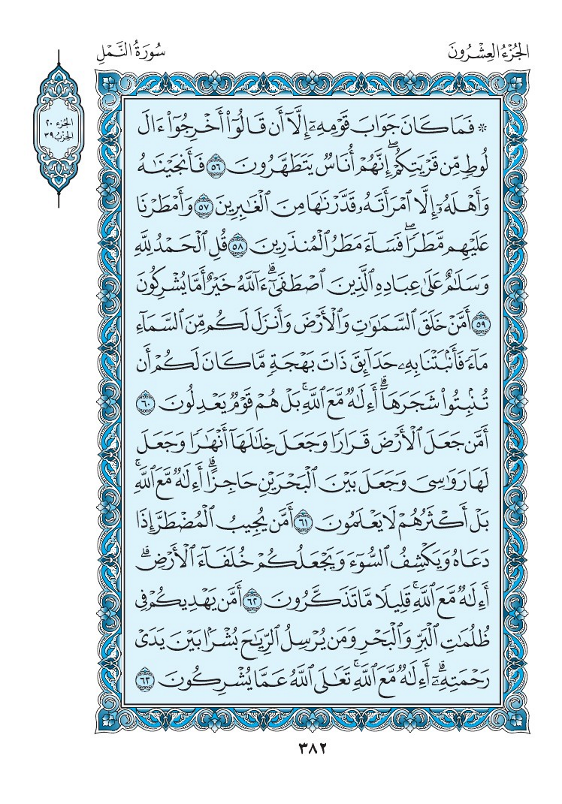 الجُزْءُ العِشْرُونَ
سُورَةُ النَّمْلِ
الجزء ٢٠
الحزب ٣٩
۞ فَمَا كَانَ جَوَابَ قَوْمِهِۦٓ إِلَّآ أَن قَالُوٓاْ أَخۡرِجُوٓاْ ءَالَ
لُوطٖ مِّن قَرۡيَتِكُمۡۖ إِنَّهُمۡ أُنَاسٞ يَتَطَهَّرُونَ ٥٦ فَأَنجَيۡنَٰهُ
وَأَهۡلَهُۥٓ إِلَّا ٱمۡرَأَتَهُۥ قَدَّرۡنَٰهَا مِنَ ٱلۡغَٰبِرِينَ ٥٧ وَأَمۡطَرۡنَا
عَلَيۡهِم مَّطَرٗاۖ فَسَآءَ مَطَرُ ٱلۡمُنذَرِينَ ٥٨ قُلِ ٱلۡحَمۡدُ لِلَّهِ
وَسَلَٰمٌ عَلَىٰ عِبَادِهِ ٱلَّذِينَ ٱصۡطَفَىٰٓۗ ءَآللَّهُ خَيۡرٌ أَمَّا يُشۡرِكُونَ
٥٩ أَمَّنۡ خَلَقَ ٱلسَّمَٰوَٰتِ وَٱلۡأَرۡضَ وَأَنزَلَ لَكُم مِّنَ ٱلسَّمَآءِ
مَآءٗ فَأَنۢبَتۡنَا بِهِۦ حَدَآئِقَ ذَاتَ بَهۡجَةٖ مَّا كَانَ لَكُمۡ أَن
تُنۢبِتُواْ شَجَرَهَآۗ أَءِلَٰهٞ مَّعَ ٱللَّهِۚ بَلۡ هُمۡ قَوۡمٞ يَعۡدِلُونَ ٦٠
أَمَّن جَعَلَ ٱلۡأَرۡضَ قَرَارٗا وَجَعَلَ خِلَٰلَهَآ أَنۡهَٰرٗا وَجَعَلَ
لَهَا رَوَٰسِيَ وَجَعَلَ بَيۡنَ ٱلۡبَحۡرَيۡنِ حَاجِزًاۗ أَءِلَٰهٞ مَّعَ ٱللَّهِۚ
بَلۡ أَكۡثَرُهُمۡ لَا يَعۡلَمُونَ ٦١ أَمَّن يُجِيبُ ٱلۡمُضۡطَرَّ إِذَا
دَعَاهُ وَيَكۡشِفُ ٱلسُّوٓءَ وَيَجۡعَلُكُمۡ خُلَفَآءَ ٱلۡأَرۡضِۗ
أَءِلَٰهٞ مَّعَ ٱللَّهِۚ قَلِيلٗا مَّا تَذَكَّرُونَ ٦٢ أَمَّن يَهۡدِيكُمۡ فِي
ظُلُمَٰتِ ٱلۡبَرِّ وَٱلۡبَحۡرِ وَمَن يُرۡسِلُ ٱلرِّيَٰحَ بُشۡرَۢا بَيۡنَ يَدَيۡ
رَحۡمَتِهِۦٓۗ أَءِلَٰهٞ مَّعَ ٱللَّهِۚ تَعَٰلَى ٱللَّهُ عَمَّا يُشۡرِكُونَ ٦٣
٣٨٢